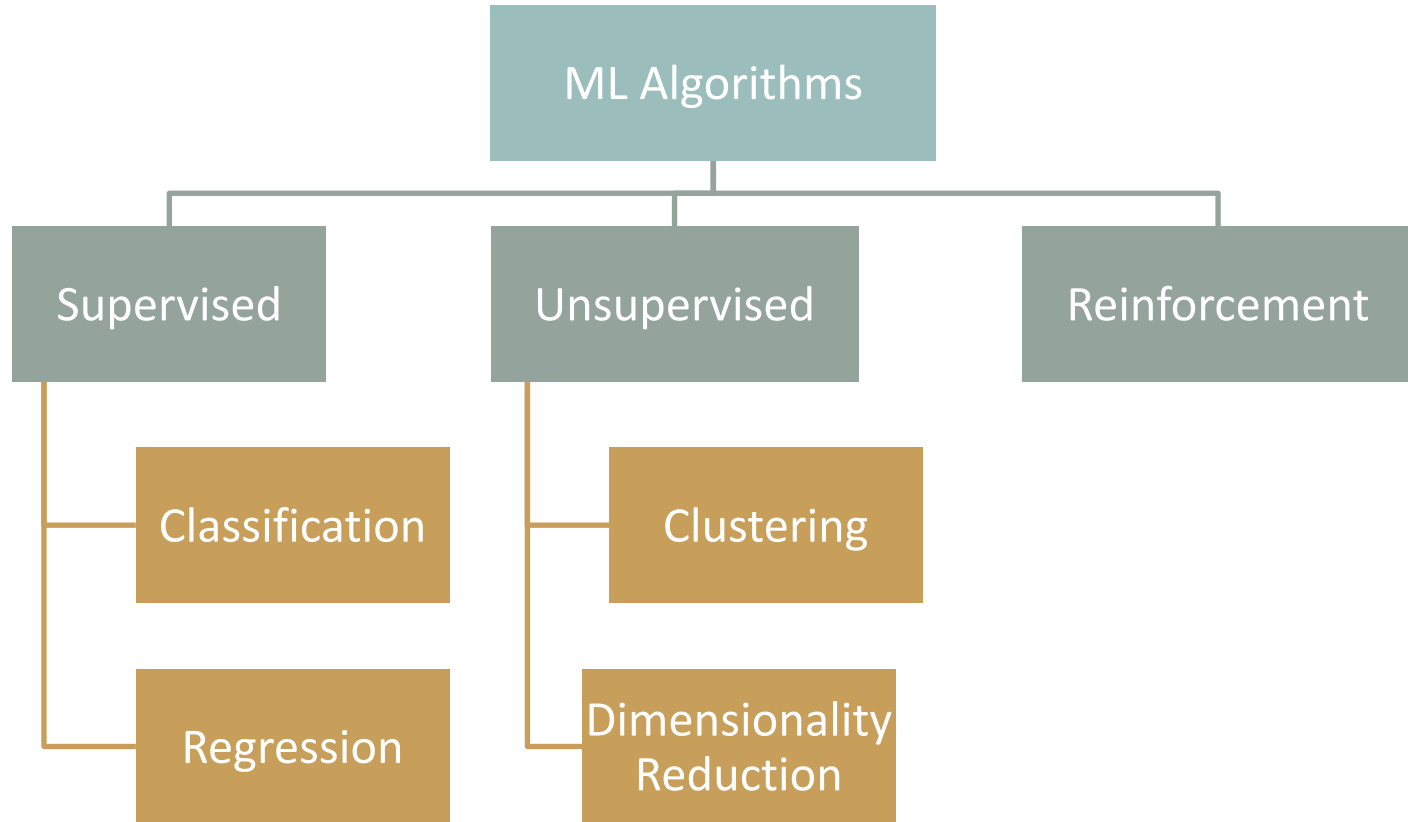 ML Algorithms
Supervised
Unsupervised
Reinforcement
Classification
Clustering
Regression
Dimensionality
Reduction